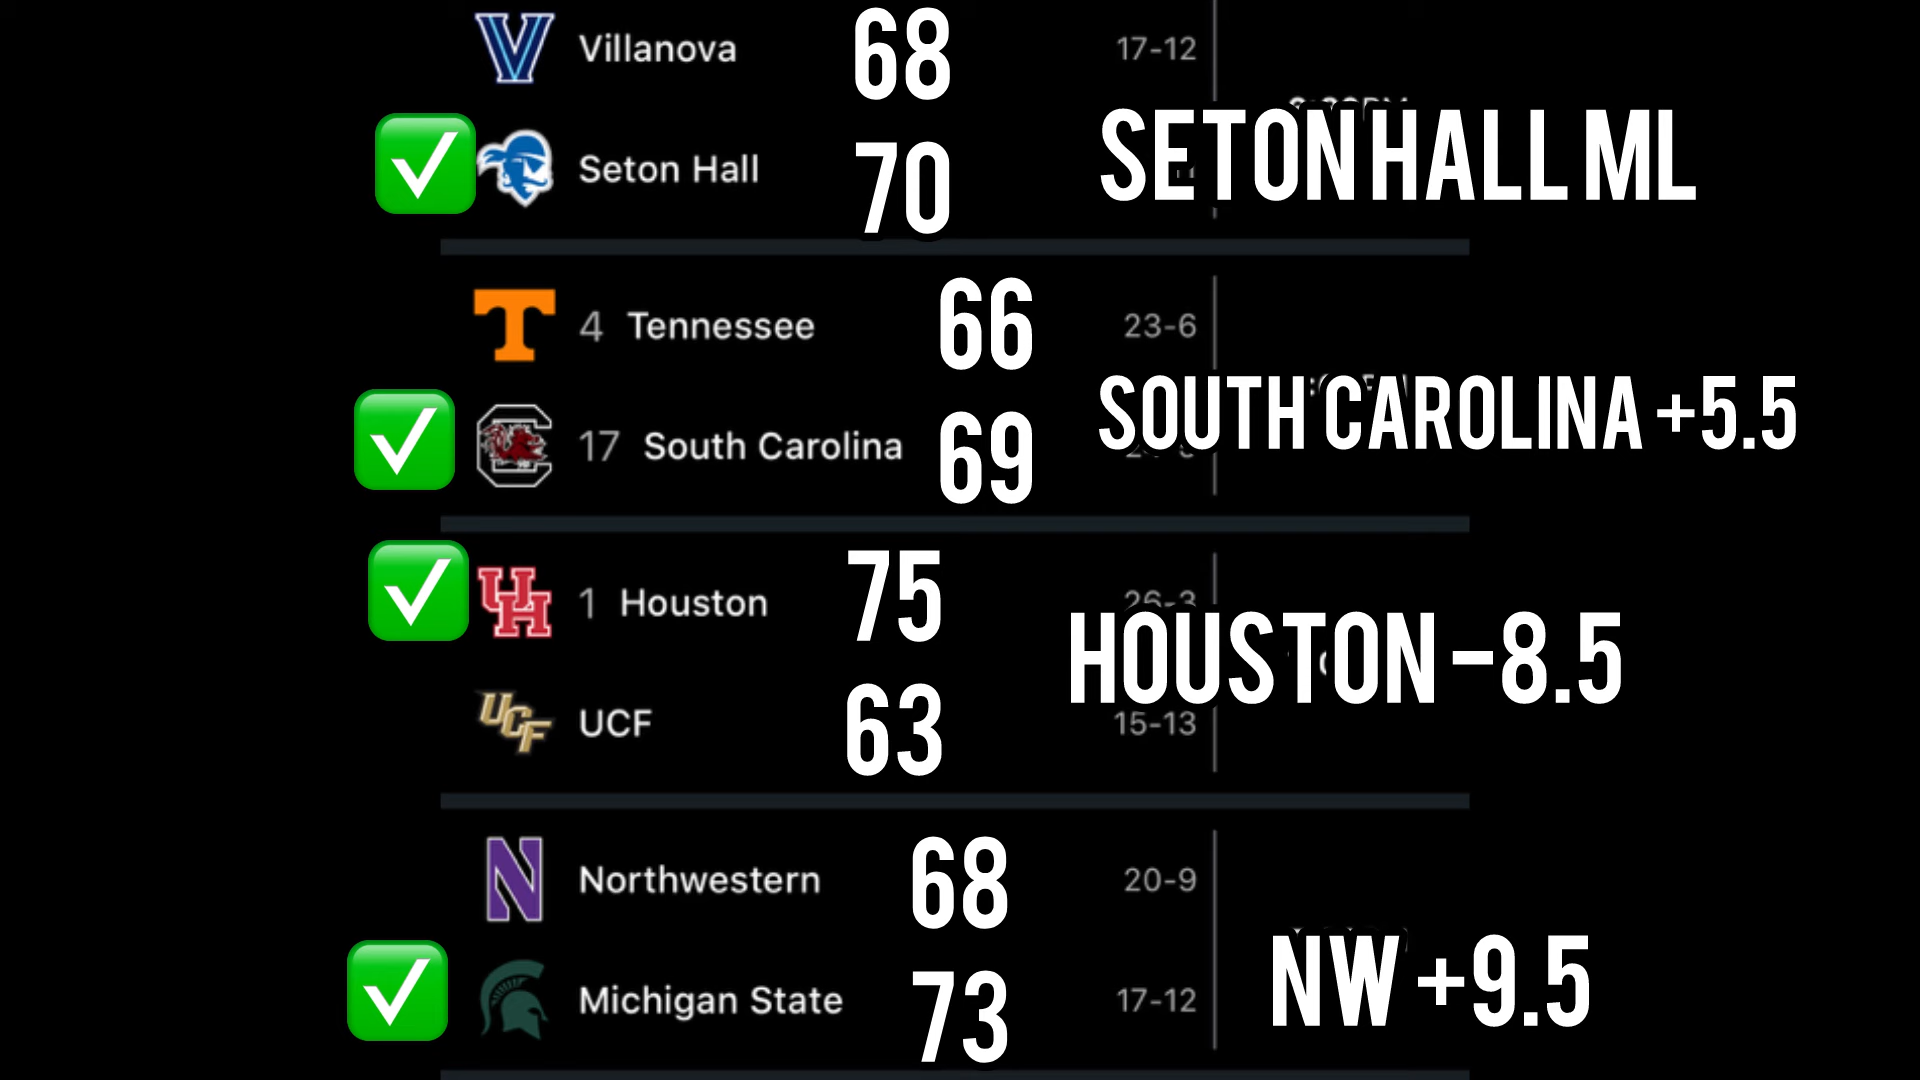 Villanova 68 17-12
Seton Hall 70 SETON HALL ML
4 Tennessee 66 23-6
17 South Carolina 69 SOUTH CAROLINA +5.5
1 Houston 75 26-3
HOUSTON -8.5
UCF 63 15-13
Northwestern 68 20-9
NW +9.5
Michigan State 73 17-12